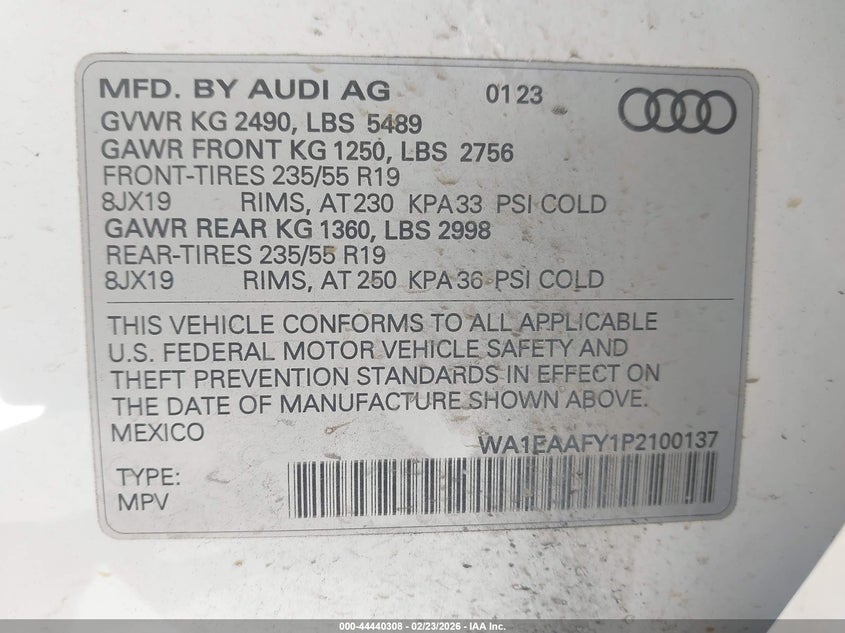 MFD. BY AUDI AG 0123
GVWR KG 2490, LBS 5489
GAWR FRONT KG 1250, LBS 2756
FRONT-TIRES 235/55 R19
8JX19 RIMS, AT 230 KPA 33 PSI COLD
GAWR REAR KG 1360, LBS 2998
REAR-TIRES 235/55 R19
8JX19 RIMS, AT 250 KPA 36 PSI COLD
THIS VEHICLE CONFORMS TO ALL APPLICABLE
U.S. FEDERAL MOTOR VEHICLE SAFETY AND
THEFT PREVENTION STANDARDS IN EFFECT ON
THE DATE OF MANUFACTURE SHOWN ABOVE.
MEXICO WA1EAAFY1P2100137
TYPE:
MPV
000-44440308 - 02/23/2026 - IAA Inc.